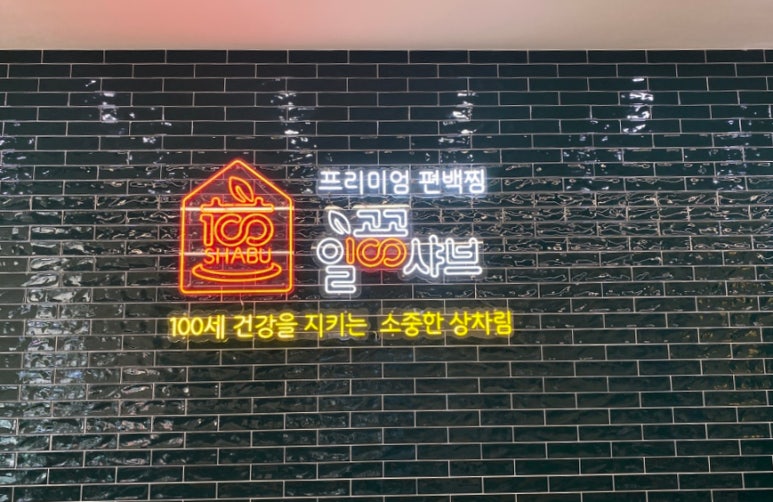 100
SHABU
프리미엄 편백찜
고고
일100샤브
100세 건강을 지키는 소중한 상차림